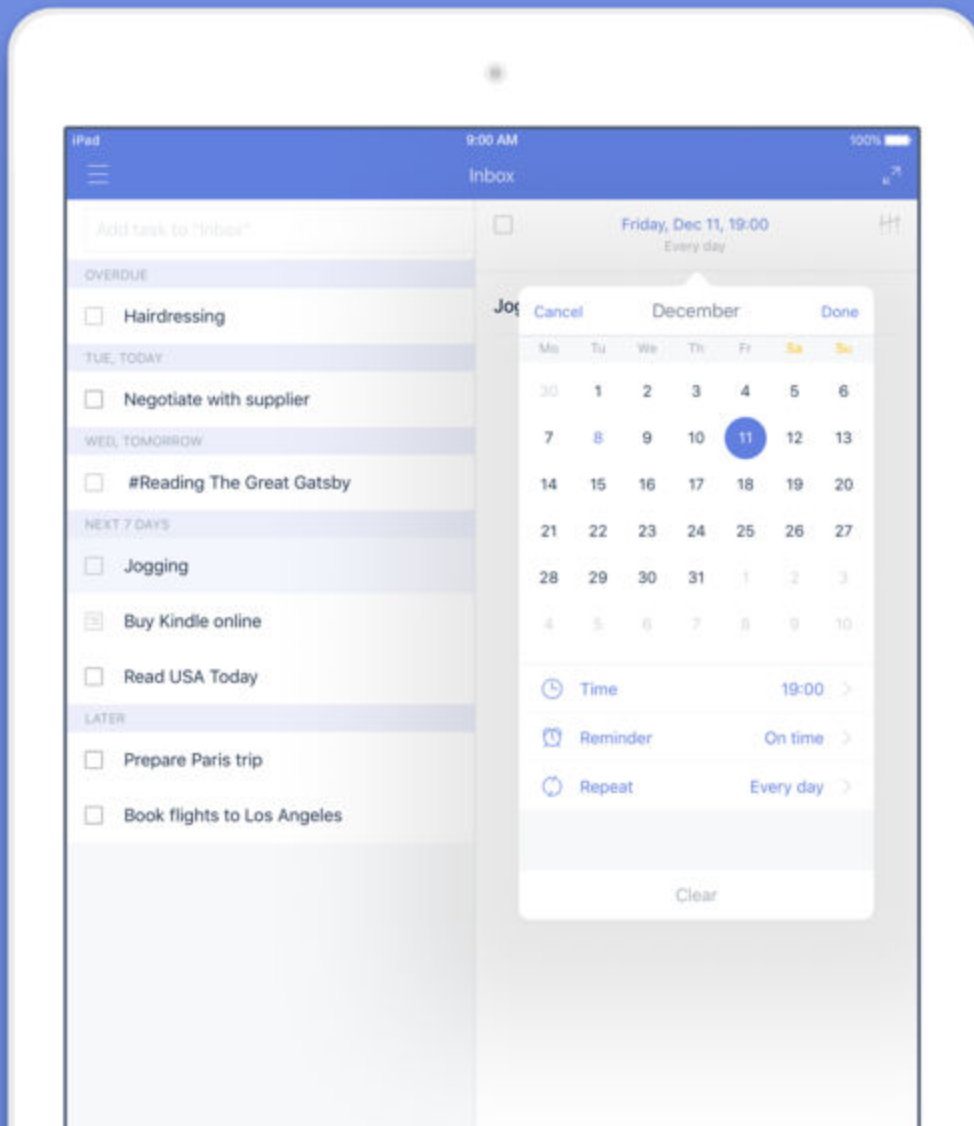 iPad 9:00 AM 100%
Inbox
Add task to "Inbox"
OVERDUE
Hairdressing
TUE, TODAY
Negotiate with supplier
WED, TOMORROW
#Reading The Great Gatsby
NEXT 7 DAYS
Jogging
Buy Kindle online
Read USA Today
LATER
Prepare Paris trip
Book flights to Los Angeles
Friday, Dec 11, 19:00
Every day
Jog
Cancel December Done
Mo Tu We Th Fr Sa Su
30 1 2 3 4 5 6
7 8 9 10 11 12 13
14 15 16 17 18 19 20
21 22 23 24 25 26 27
28 29 30 31 1 2 3
4 5 6 7 8 9 10
Time 19:00
Reminder On time
Repeat Every day
Clear